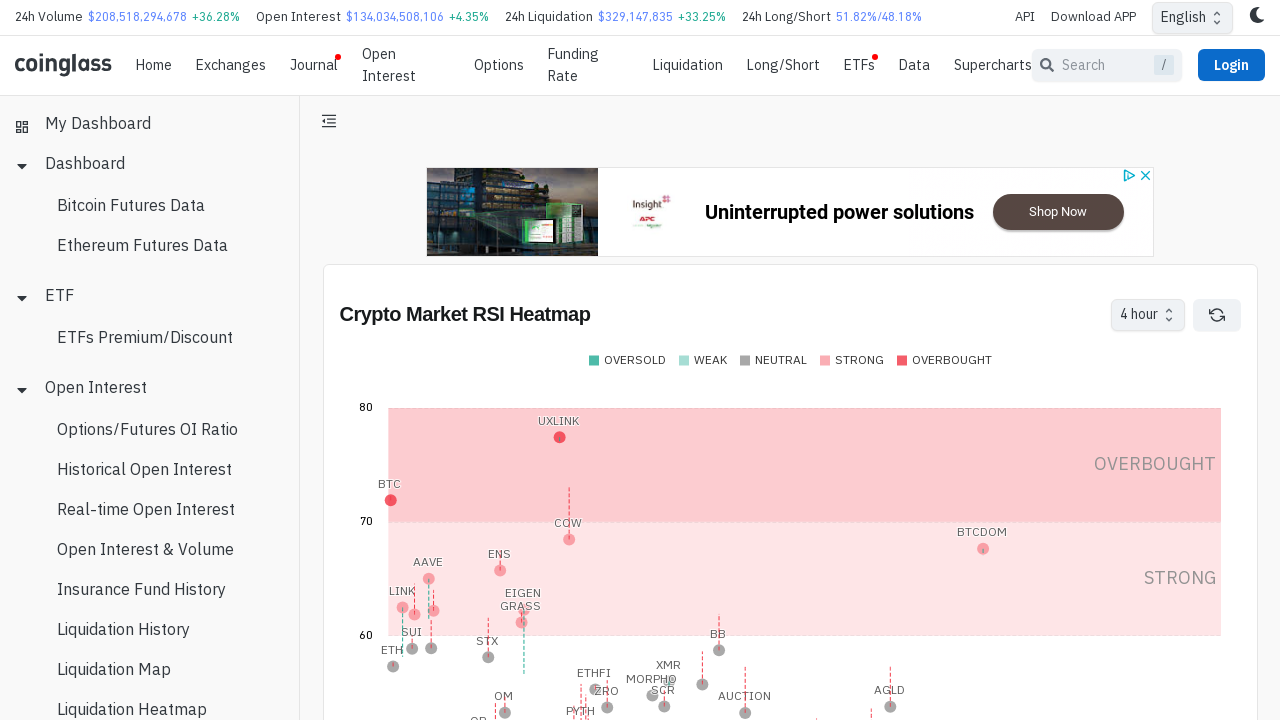 24h Volume $208,518,294,678 +36.28% Open Interest $134,034,508,106 +4.35% 24h Liquidation $329,147,835 +33.25% 24h Long/Short 51.82%/48.18% API Download APP English
coinglass Home Exchanges Journal Open Interest Options Funding Rate Liquidation Long/Short ETFs Data Supercharts Search / Login
My Dashboard
Dashboard
Bitcoin Futures Data
Ethereum Futures Data
ETF
ETFs Premium/Discount
Open Interest
Options/Futures OI Ratio
Historical Open Interest
Real-time Open Interest
Open Interest & Volume
Insurance Fund History
Liquidation History
Liquidation Map
Liquidation Heatmap
Insight
APC
Uninterrupted power solutions
Shop Now
Crypto Market RSI Heatmap
4 hour
OVERSOLD WEAK NEUTRAL STRONG OVERBOUGHT
80
UXLINK
OVERBOUGHT
BTC
70
COW
BTCDOM
ENS
AAVE
STRONG
LINK
EIGEN
GRASS
60
SUI
BB
STX
ETH
XMR
ETHFI
MORPHO
ZRO
SCR
OM
AUCTION
AGLD
PYTH
OP